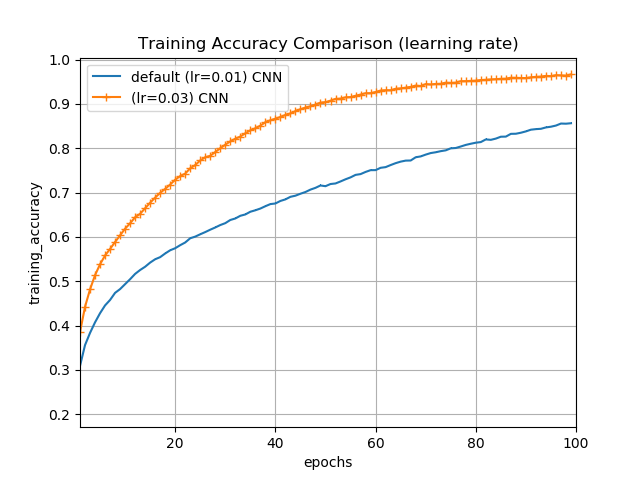 Training Accuracy Comparison (learning rate)
default (lr=0.01) CNN
(lr=0.03) CNN
training_accuracy
1.0
0.9
0.8
0.7
0.6
0.5
0.4
0.3
0.2
20
40
60
80
100
epochs